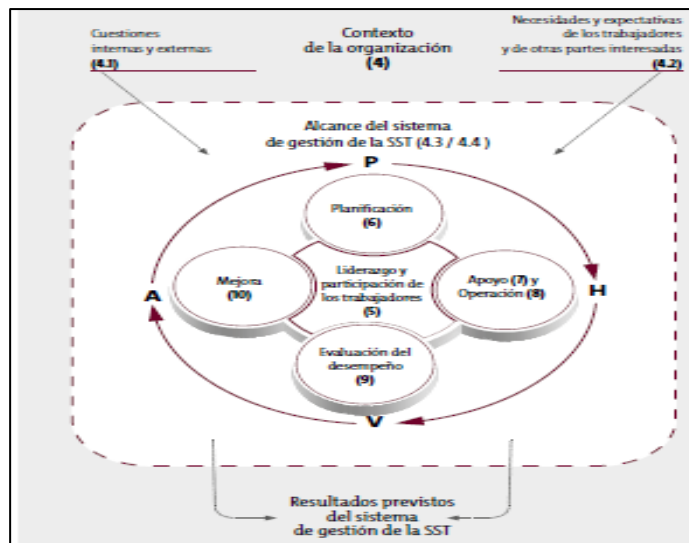 Cuestiones
internas y externas
(4.1)
Contexto
de la organización
(4)
Necesidades y expectativas
de los trabajadores
y de otras partes interesadas
(4.2)
Alcance del sistema
de gestión de la SST (4.3 / 4.4 )
P
Planificación
(6)
A
Mejora
(10)
Liderazgo y
participación de
los trabajadores
(5)
Apoyo (7) y
Operación (8)
H
Evaluación del
desempeño
(9)
V
Resultados previstos
del sistema
de gestión de la SST